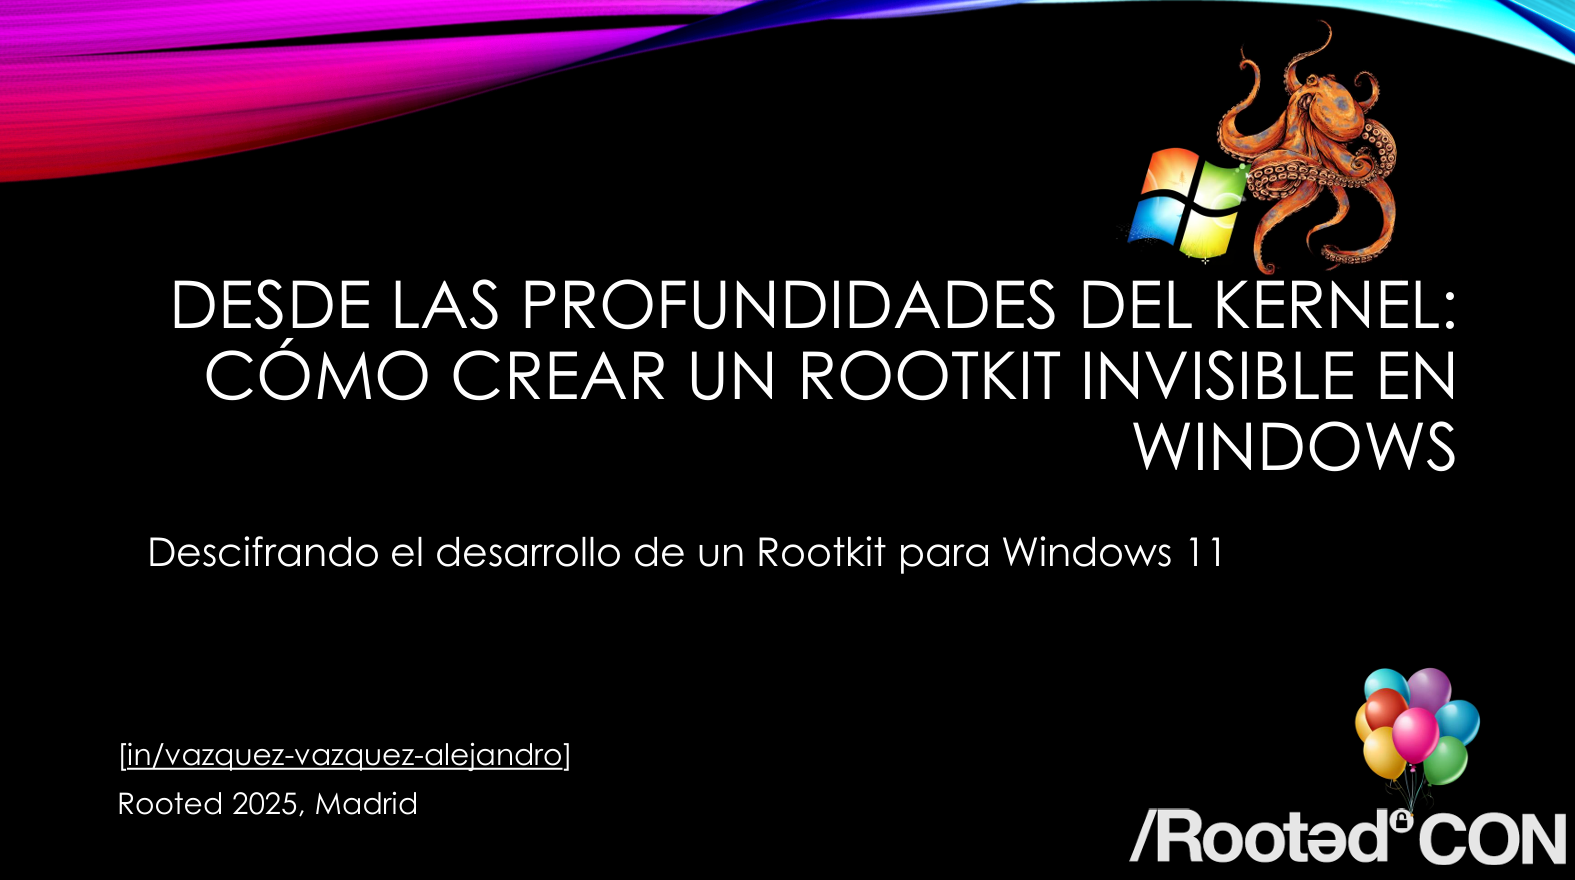 DESDE LAS PROFUNDIDADES DEL KERNEL:
CÓMO CREAR UN ROOTKIT INVISIBLE EN
WINDOWS
Descifrando el desarrollo de un Rootkit para Windows 11
[in/vazquez-vazquez-alejandro]
Rooted 2025, Madrid
/Rootəd CON